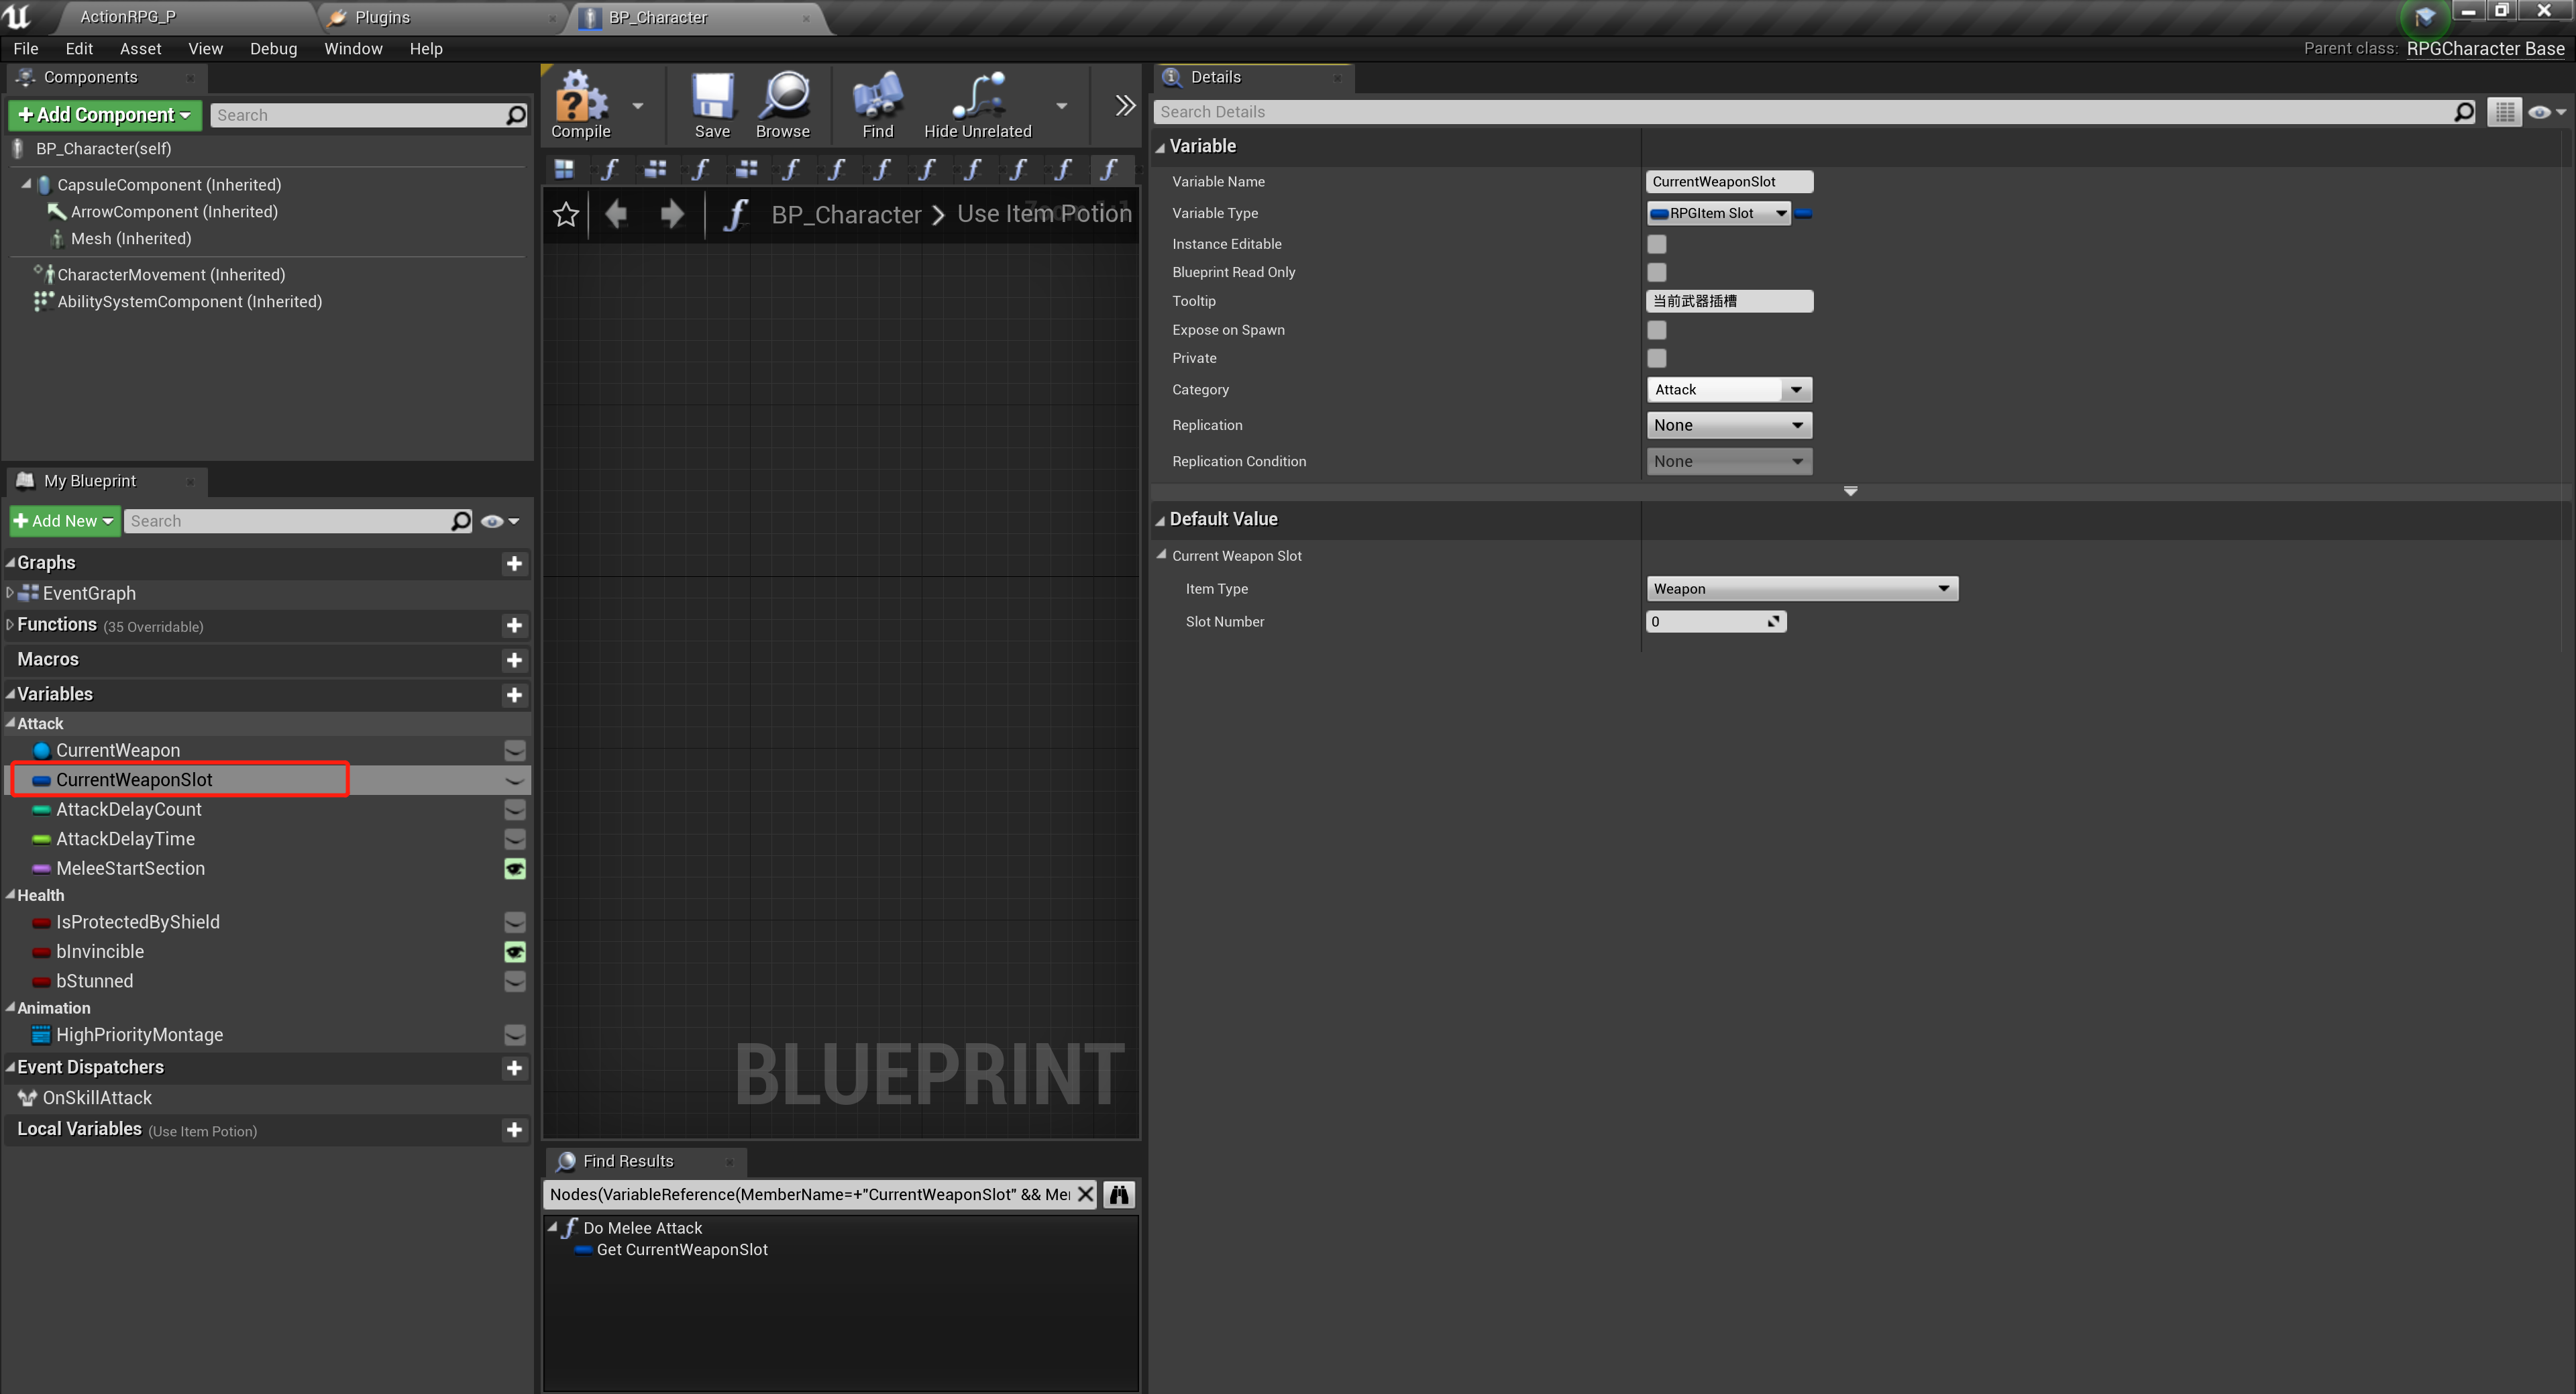 ActionRPG_P
Plugins
BP_Character
File Edit Asset View Debug Window Help
Parent class: RPGCharacter Base
Components
+ Add Component
Search
BP_Character(self)
CapsuleComponent (Inherited)
ArrowComponent (Inherited)
Mesh (Inherited)
CharacterMovement (Inherited)
AbilitySystemComponent (Inherited)
My Blueprint
+ Add New
Search
Graphs
EventGraph
Functions (35 Overridable)
Macros
Variables
Attack
CurrentWeapon
CurrentWeaponSlot
AttackDelayCount
AttackDelayTime
MeleeStartSection
Health
IsProtectedByShield
bInvincible
bStunned
Animation
HighPriorityMontage
Event Dispatchers
OnSkillAttack
Local Variables (Use Item Potion)
Compile
Save
Browse
Find
Hide Unrelated
BP_Character > Use Item Potion
BLUEPRINT
Find Results
Nodes(VariableReference(MemberName=+"CurrentWeaponSlot" && Me
Do Melee Attack
Get CurrentWeaponSlot
Details
Search Details
Variable
Variable Name CurrentWeaponSlot
Variable Type RPGItem Slot
Instance Editable
Blueprint Read Only
Tooltip 当前武器插槽
Expose on Spawn
Private
Category Attack
Replication None
Replication Condition None
Default Value
Current Weapon Slot
Item Type Weapon
Slot Number 0